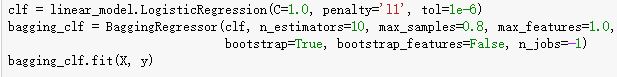 clf = linear_model.LogisticRegression(C=1.0, penalty='l1', tol=1e-6)
bagging_clf = BaggingRegressor(clf, n_estimators=10, max_samples=0.8, max_features=1.0,
bootstrap=True, bootstrap_features=False, n_jobs=-1)
bagging_clf.fit(X, y)